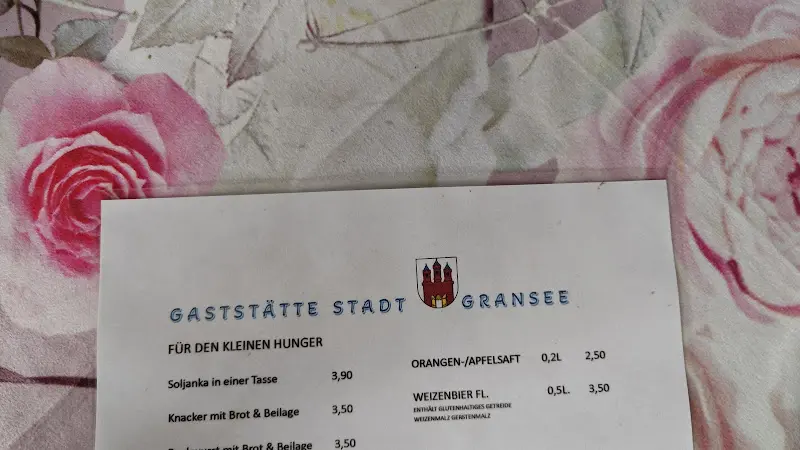 GASTSTÄTTE STADT GRANSEE
FÜR DEN KLEINEN HUNGER
Soljanka in einer Tasse 3,90
Knacker mit Brot & Beilage 3,50
mit Brot & Beilage 3,50
ORANGEN-/APFELSAFT 0,2L 2,50
WEIZENBIER FL. 0,5L. 3,50
ENTHÄLT GLUTENHALTIGES GETREIDE
WEIZENMALZ GERSTENMALZ